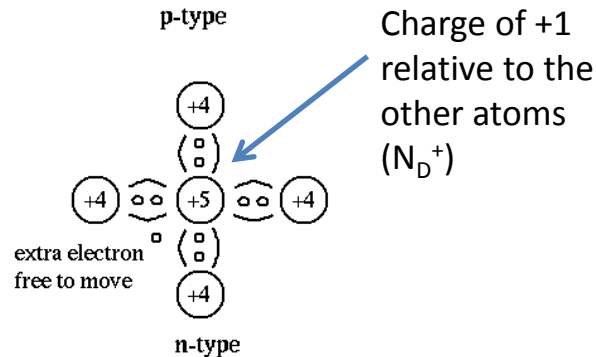 p-type
Charge of +1
relative to the
other atoms
(N_D^+)
+4
+4
+5
+4
extra electron
free to move
+4
n-type